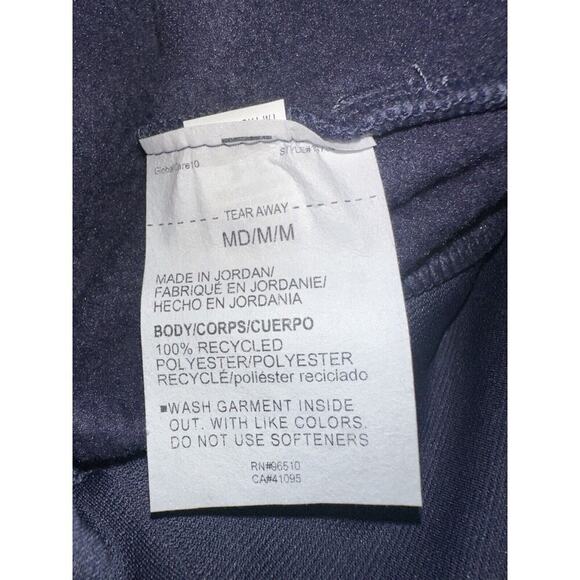 TEAR AWAY
MD/M/M
MADE IN JORDAN/
FABRIQUÉ EN JORDANIE/
HECHO EN JORDANIA
BODY/CORPS/CUERPO
100% RECYCLED
POLYESTER/POLYESTER
RECYCLÉ/poliéster reciclado
■WASH GARMENT INSIDE
OUT. WITH LIKE COLORS.
DO NOT USE SOFTENERS
RN#96510
CA#41095